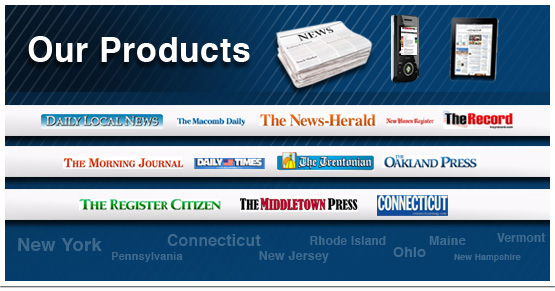 Our Products
NEWS
DAILY LOCAL NEWS The Macomb Daily The News-Herald New Haven Register The Record
THE MORNING JOURNAL DAILY TIMES The Trentonian THE OAKLAND PRESS
THE REGISTER CITIZEN THE MIDDLETOWN PRESS CONNECTICUT
New York Connecticut Rhode Island Maine Vermont
Pennsylvania New Jersey Ohio New Hampshire